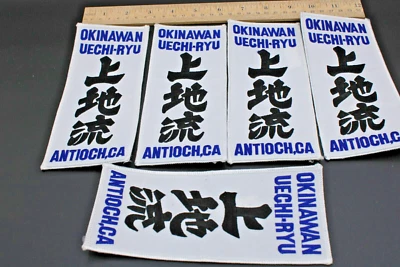 OKINAWAN
UECHI-RYU
上
地
流
ANTIOCH,CA
OKINAWAN
UECHI-RYU
上
地
流
ANTIOCH,CA
OKINAWAN
UECHI-RYU
上
地
流
ANTIOCH,CA
OKINAWAN
UECHI-RYU
上
地
流
ANTIOCH,CA
OKINAWAN
UECHI-RYU
上
地
流
ANTIOCH,CA